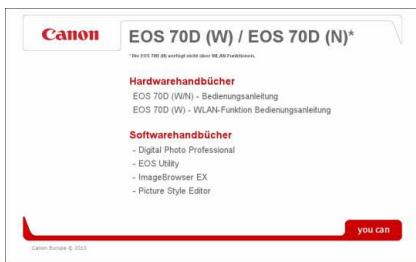 Canon
EOS 70D (W) / EOS 70D (N)*
*Die EOS 70D (N) verfügt nicht über WLAN-Funktionen.
Hardwarehandbücher
EOS 70D (W/N) - Bedienungsanleitung
EOS 70D (W) - WLAN-Funktion Bedienungsanleitung
Softwarehandbücher
- Digital Photo Professional
- EOS Utility
- ImageBrowser EX
- Picture Style Editor
you can
Canon Europe © 2013